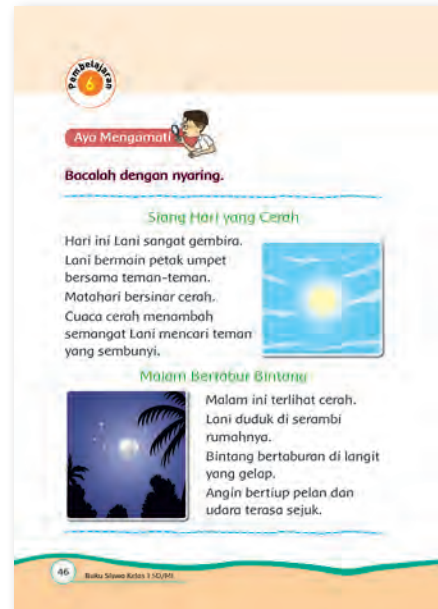 Pembelajaran
6
Ayo Mengamati
Bacalah dengan nyaring.
Siang Hari yang Cerah
Hari ini Lani sangat gembira.
Lani bermain petak umpet
bersama teman-teman.
Matahari bersinar cerah.
Cuaca cerah menambah
semangat Lani mencari teman
yang sembunyi.
Malam Bertabur Bintang
Malam ini terlihat cerah.
Lani duduk di serambi
rumahnya.
Bintang bertaburan di langit
yang gelap.
Angin bertiup pelan dan
udara terasa sejuk.
46
Buku Siswa Kelas 1 SD/MI